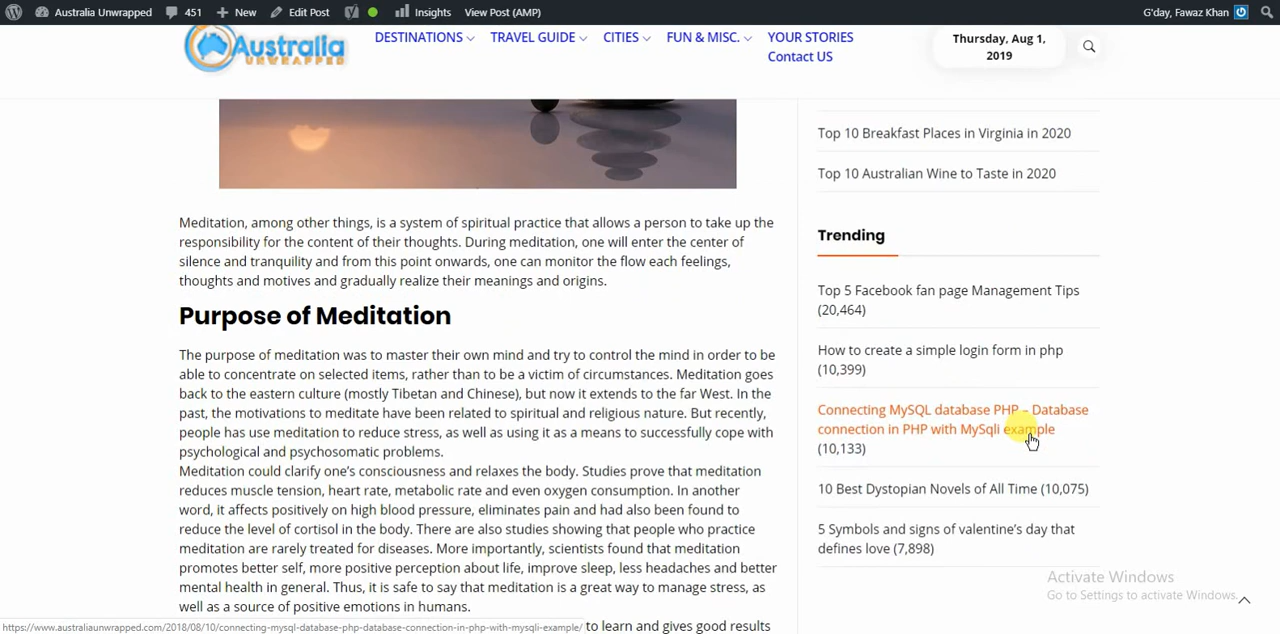 Australia Unwrapped 451 New Edit Post Insights View Post (AMP) G'day, Fawaz Khan
Australia
UNWRAPPED
DESTINATIONS TRAVEL GUIDE CITIES FUN & MISC. YOUR STORIES
Contact US
Thursday, Aug 1,
2019
Meditation, among other things, is a system of spiritual practice that allows a person to take up the
responsibility for the content of their thoughts. During meditation, one will enter the center of
silence and tranquility and from this point onwards, one can monitor the flow each feelings,
thoughts and motives and gradually realize their meanings and origins.
Purpose of Meditation
The purpose of meditation was to master their own mind and try to control the mind in order to be
able to concentrate on selected items, rather than to be a victim of circumstances. Meditation goes
back to the eastern culture (mostly Tibetan and Chinese), but now it extends to the far West. In the
past, the motivations to meditate have been related to spiritual and religious nature. But recently,
people has use meditation to reduce stress, as well as using it as a means to successfully cope with
psychological and psychosomatic problems.
Meditation could clarify one's consciousness and relaxes the body. Studies prove that meditation
reduces muscle tension, heart rate, metabolic rate and even oxygen consumption. In another
word, it affects positively on high blood pressure, eliminates pain and had also been found to
reduce the level of cortisol in the body. There are also studies showing that people who practice
meditation are rarely treated for diseases. More importantly, scientists found that meditation
promotes better self, more positive perception about life, improve sleep, less headaches and better
mental health in general. Thus, it is safe to say that meditation is a great way to manage stress, as
well as a source of positive emotions in humans.
to learn and gives good results
Top 10 Breakfast Places in Virginia in 2020
Top 10 Australian Wine to Taste in 2020
Trending
Top 5 Facebook fan page Management Tips
(20,464)
How to create a simple login form in php
(10,399)
Connecting MySQL database PHP – Database
connection in PHP with MySqli example
(10,133)
10 Best Dystopian Novels of All Time (10,075)
5 Symbols and signs of valentine's day that
defines love (7,898)
Activate Windows
Go to Settings to activate Windows.
https://www.australiaunwrapped.com/2018/08/10/connecting-mysql-database-php-database-connection-in-php-with-mysqli-example/